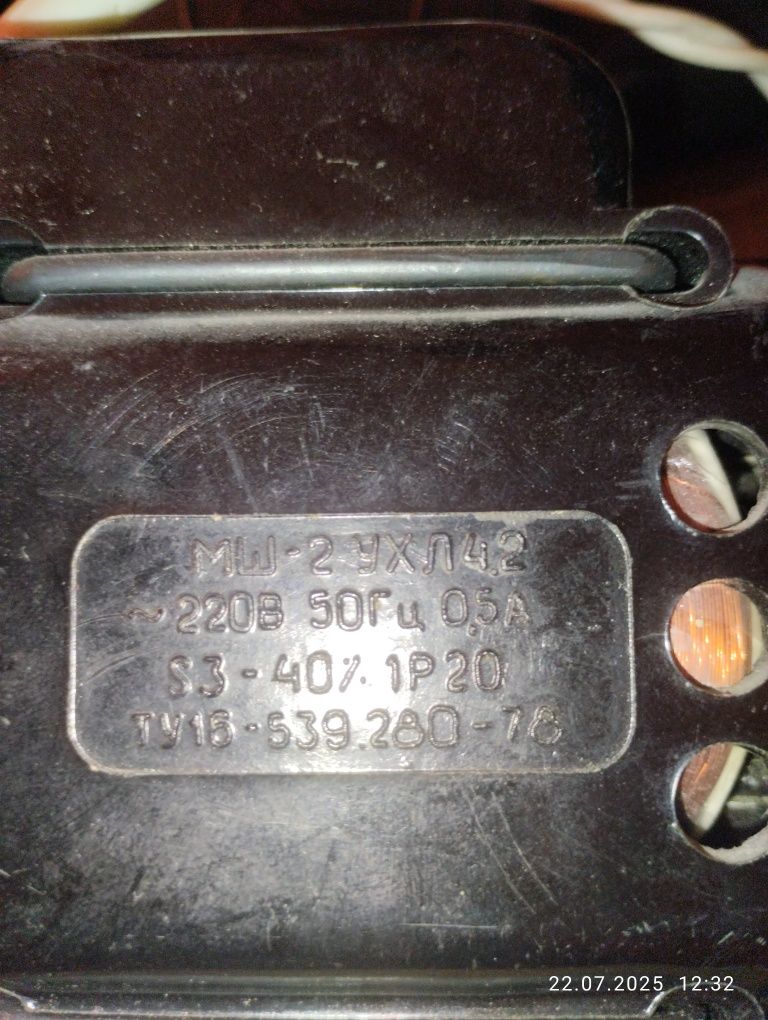 МШ-2 УХЛ4.2
~220В 50Гц 0,5А
S3-40% 1Р20
ТУ16-539.280-78
22.07.2025 12:32